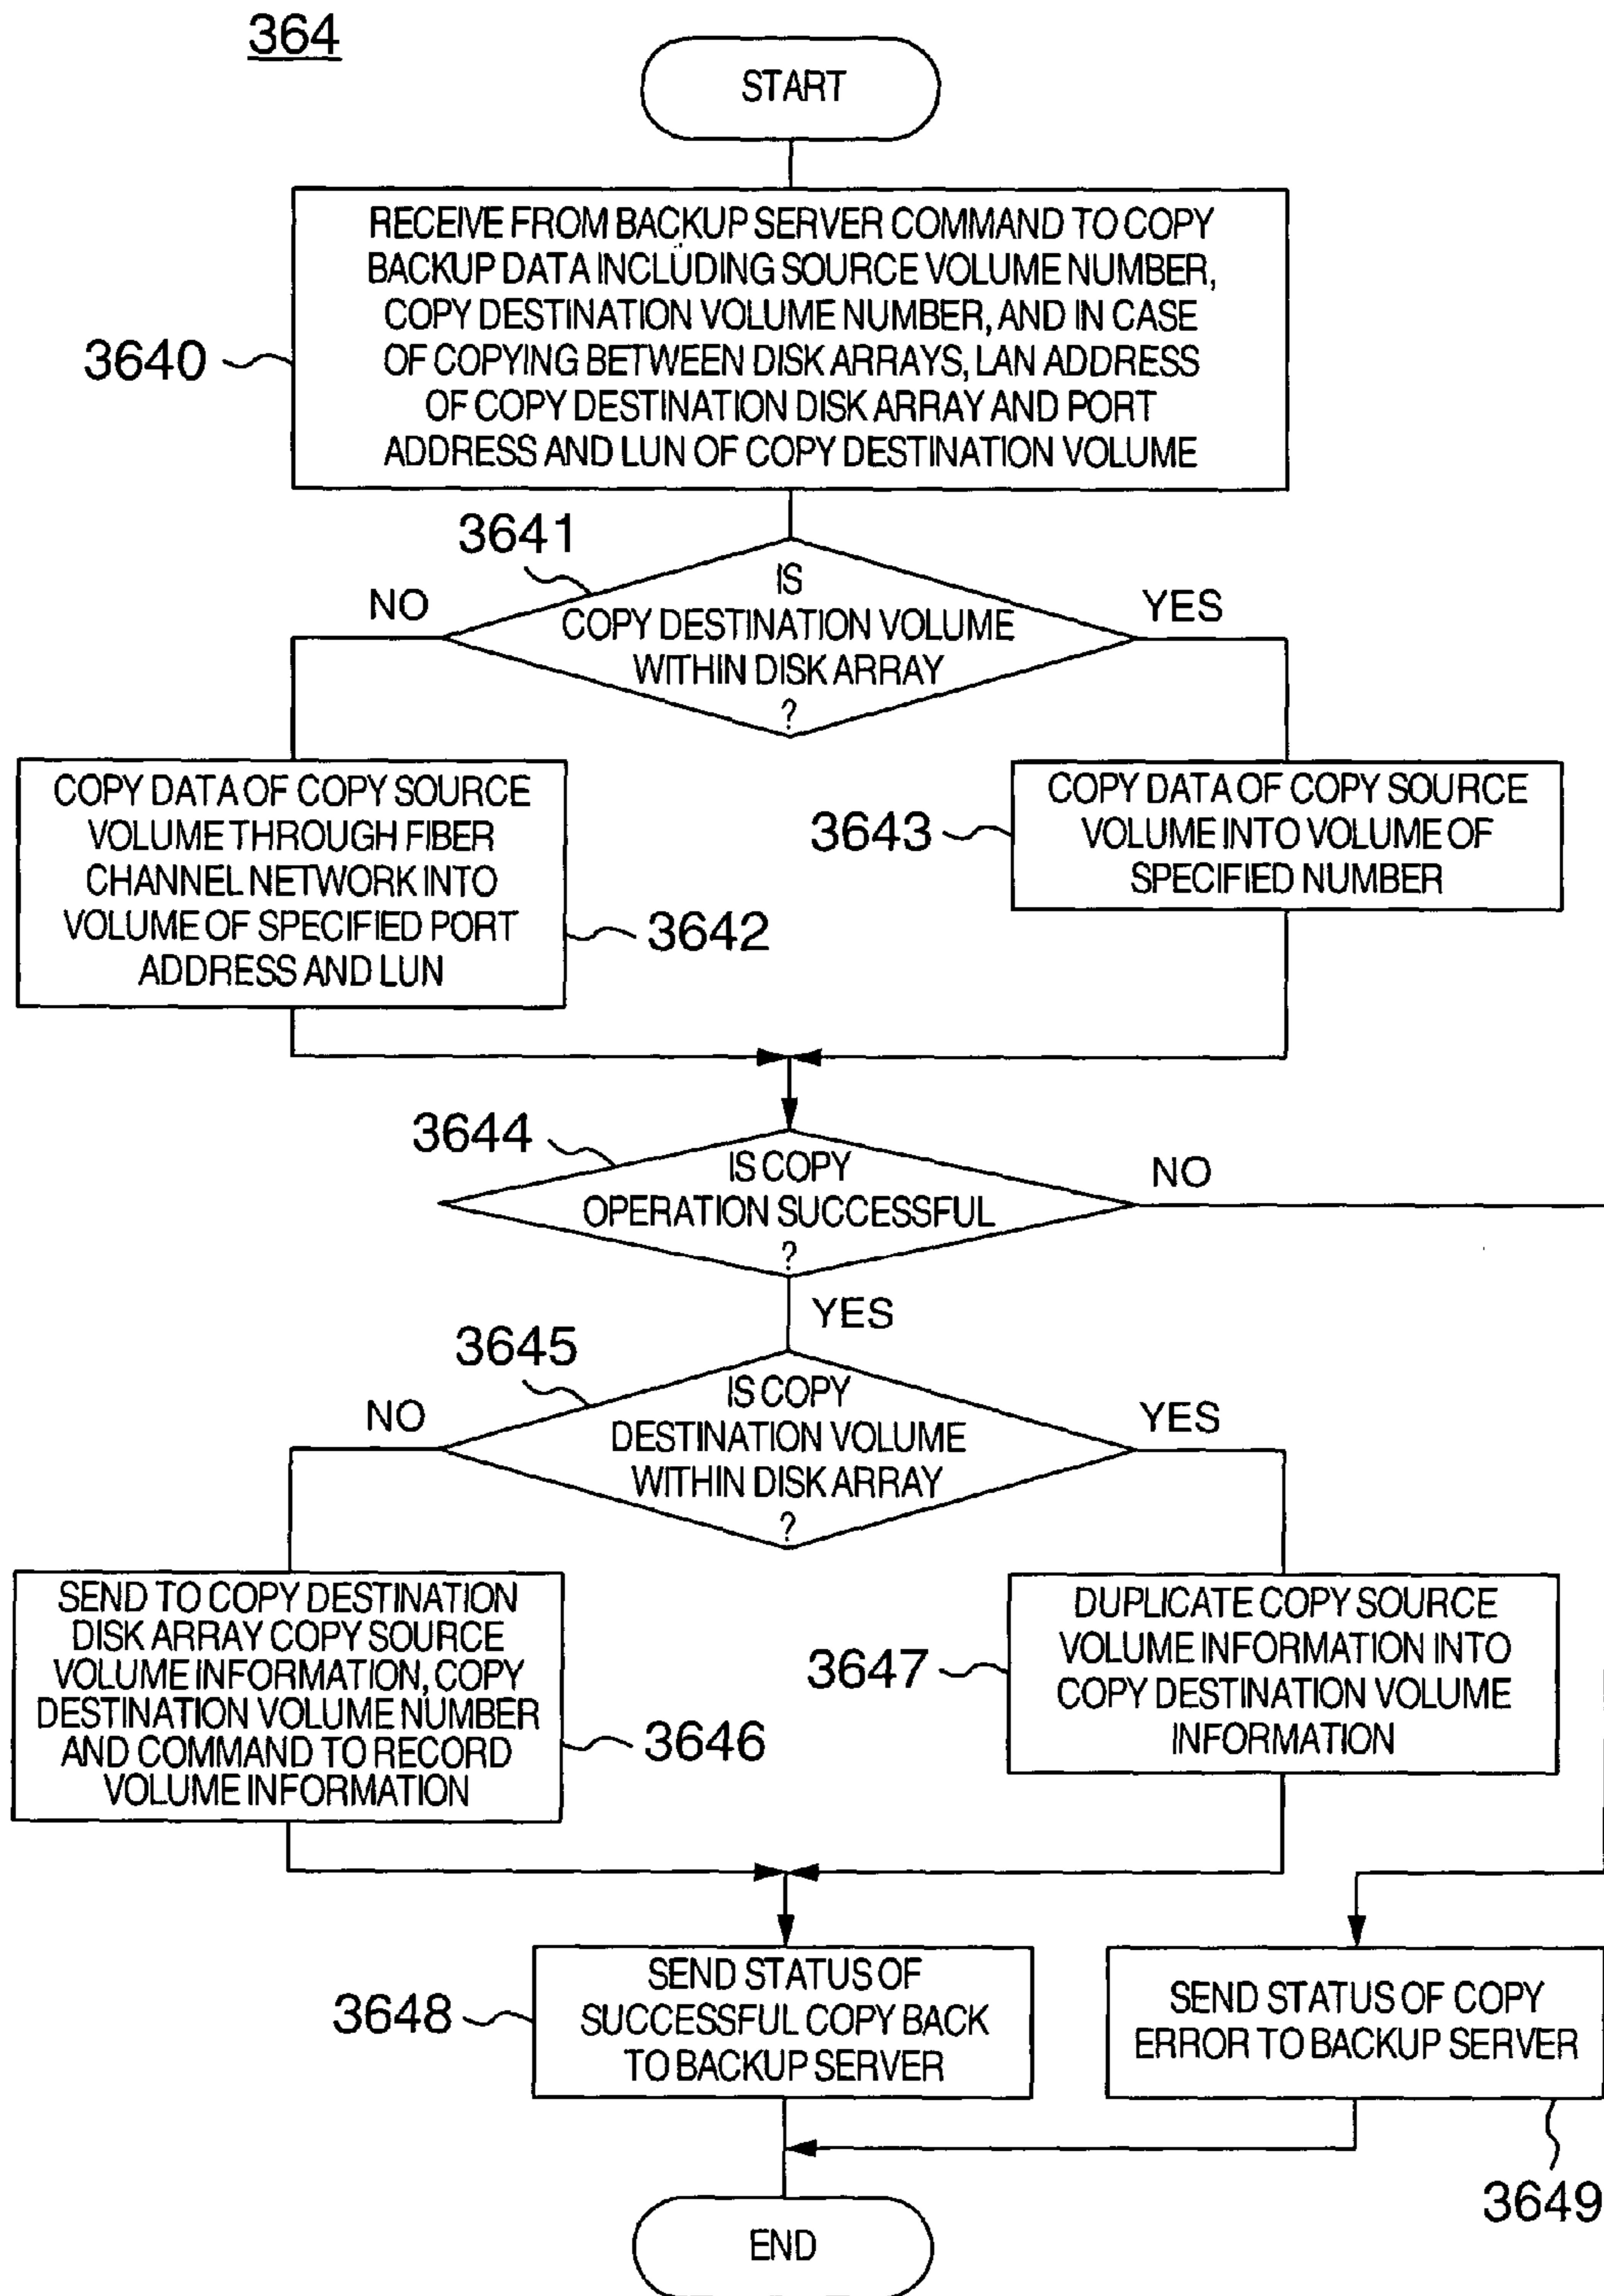 364
START
RECEIVE FROM BACKUP SERVER COMMAND TO COPY
BACKUP DATA INCLUDING SOURCE VOLUME NUMBER,
COPY DESTINATION VOLUME NUMBER, AND IN CASE
OF COPYING BETWEEN DISK ARRAYS, LAN ADDRESS
OF COPY DESTINATION DISK ARRAY AND PORT
ADDRESS AND LUN OF COPY DESTINATION VOLUME
3640
3641
IS
COPY DESTINATION VOLUME
WITHIN DISK ARRAY
?
NO
YES
COPY DATA OF COPY SOURCE
VOLUME THROUGH FIBER
CHANNEL NETWORK INTO
VOLUME OF SPECIFIED PORT
ADDRESS AND LUN
3642
3643
COPY DATA OF COPY SOURCE
VOLUME INTO VOLUME OF
SPECIFIED NUMBER
3644
IS COPY
OPERATION SUCCESSFUL
?
NO
YES
3645
IS COPY
DESTINATION VOLUME
WITHIN DISK ARRAY
?
NO
YES
SEND TO COPY DESTINATION
DISK ARRAY COPY SOURCE
VOLUME INFORMATION, COPY
DESTINATION VOLUME NUMBER
AND COMMAND TO RECORD
VOLUME INFORMATION
3646
3647
DUPLICATE COPY SOURCE
VOLUME INFORMATION INTO
COPY DESTINATION VOLUME
INFORMATION
3648
SEND STATUS OF
SUCCESSFUL COPY BACK
TO BACKUP SERVER
SEND STATUS OF COPY
ERROR TO BACKUP SERVER
3649
END